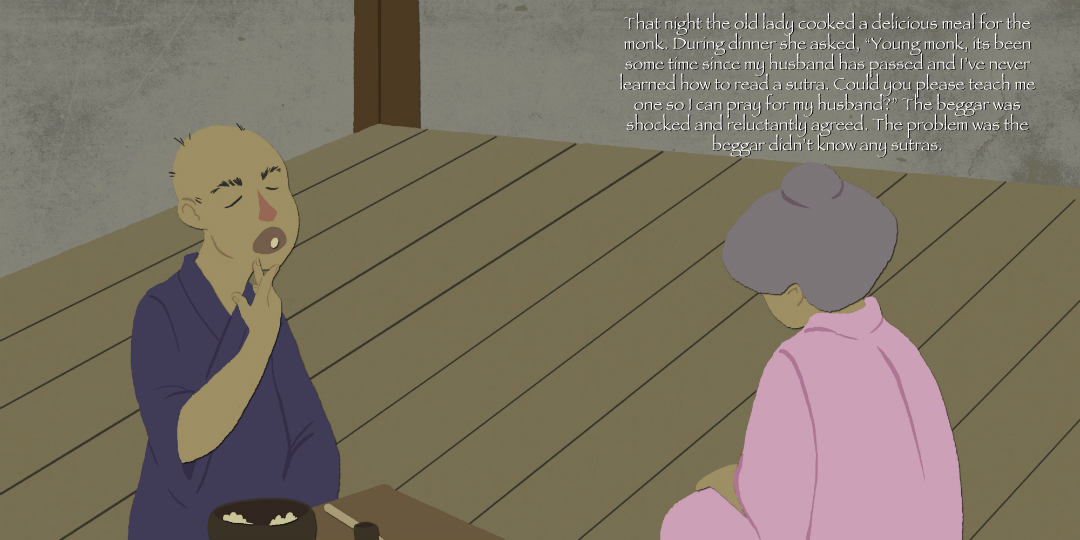 That night the old lady cooked a delicious meal for the
monk. During dinner she asked, “Young monk, its been
some time since my husband has passed and I’ve never
learned how to read a sutra. Could you please teach me
one so I can pray for my husband?” The beggar was
shocked and reluctantly agreed. The problem was the
beggar didn’t know any sutras.